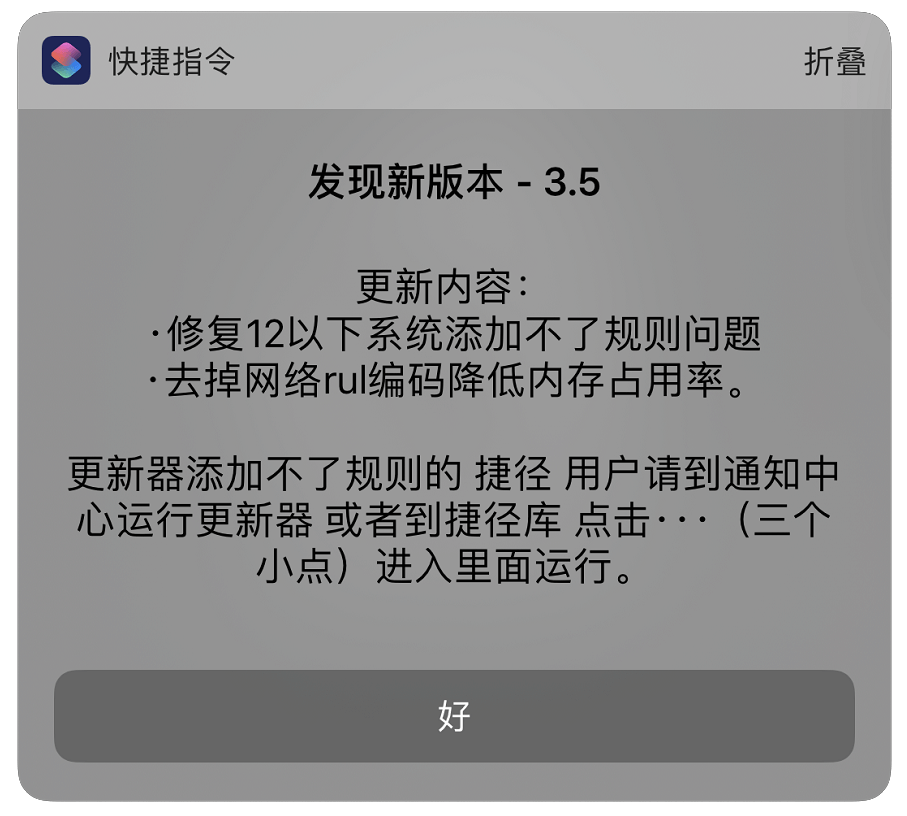 快捷指令 折叠
发现新版本 - 3.5
更新内容：
·修复12以下系统添加不了规则问题
·去掉网络rul编码降低内存占用率。
更新器添加不了规则的 捷径 用户请到通知中
心运行更新器 或者到捷径库 点击···（三个
小点）进入里面运行。
好